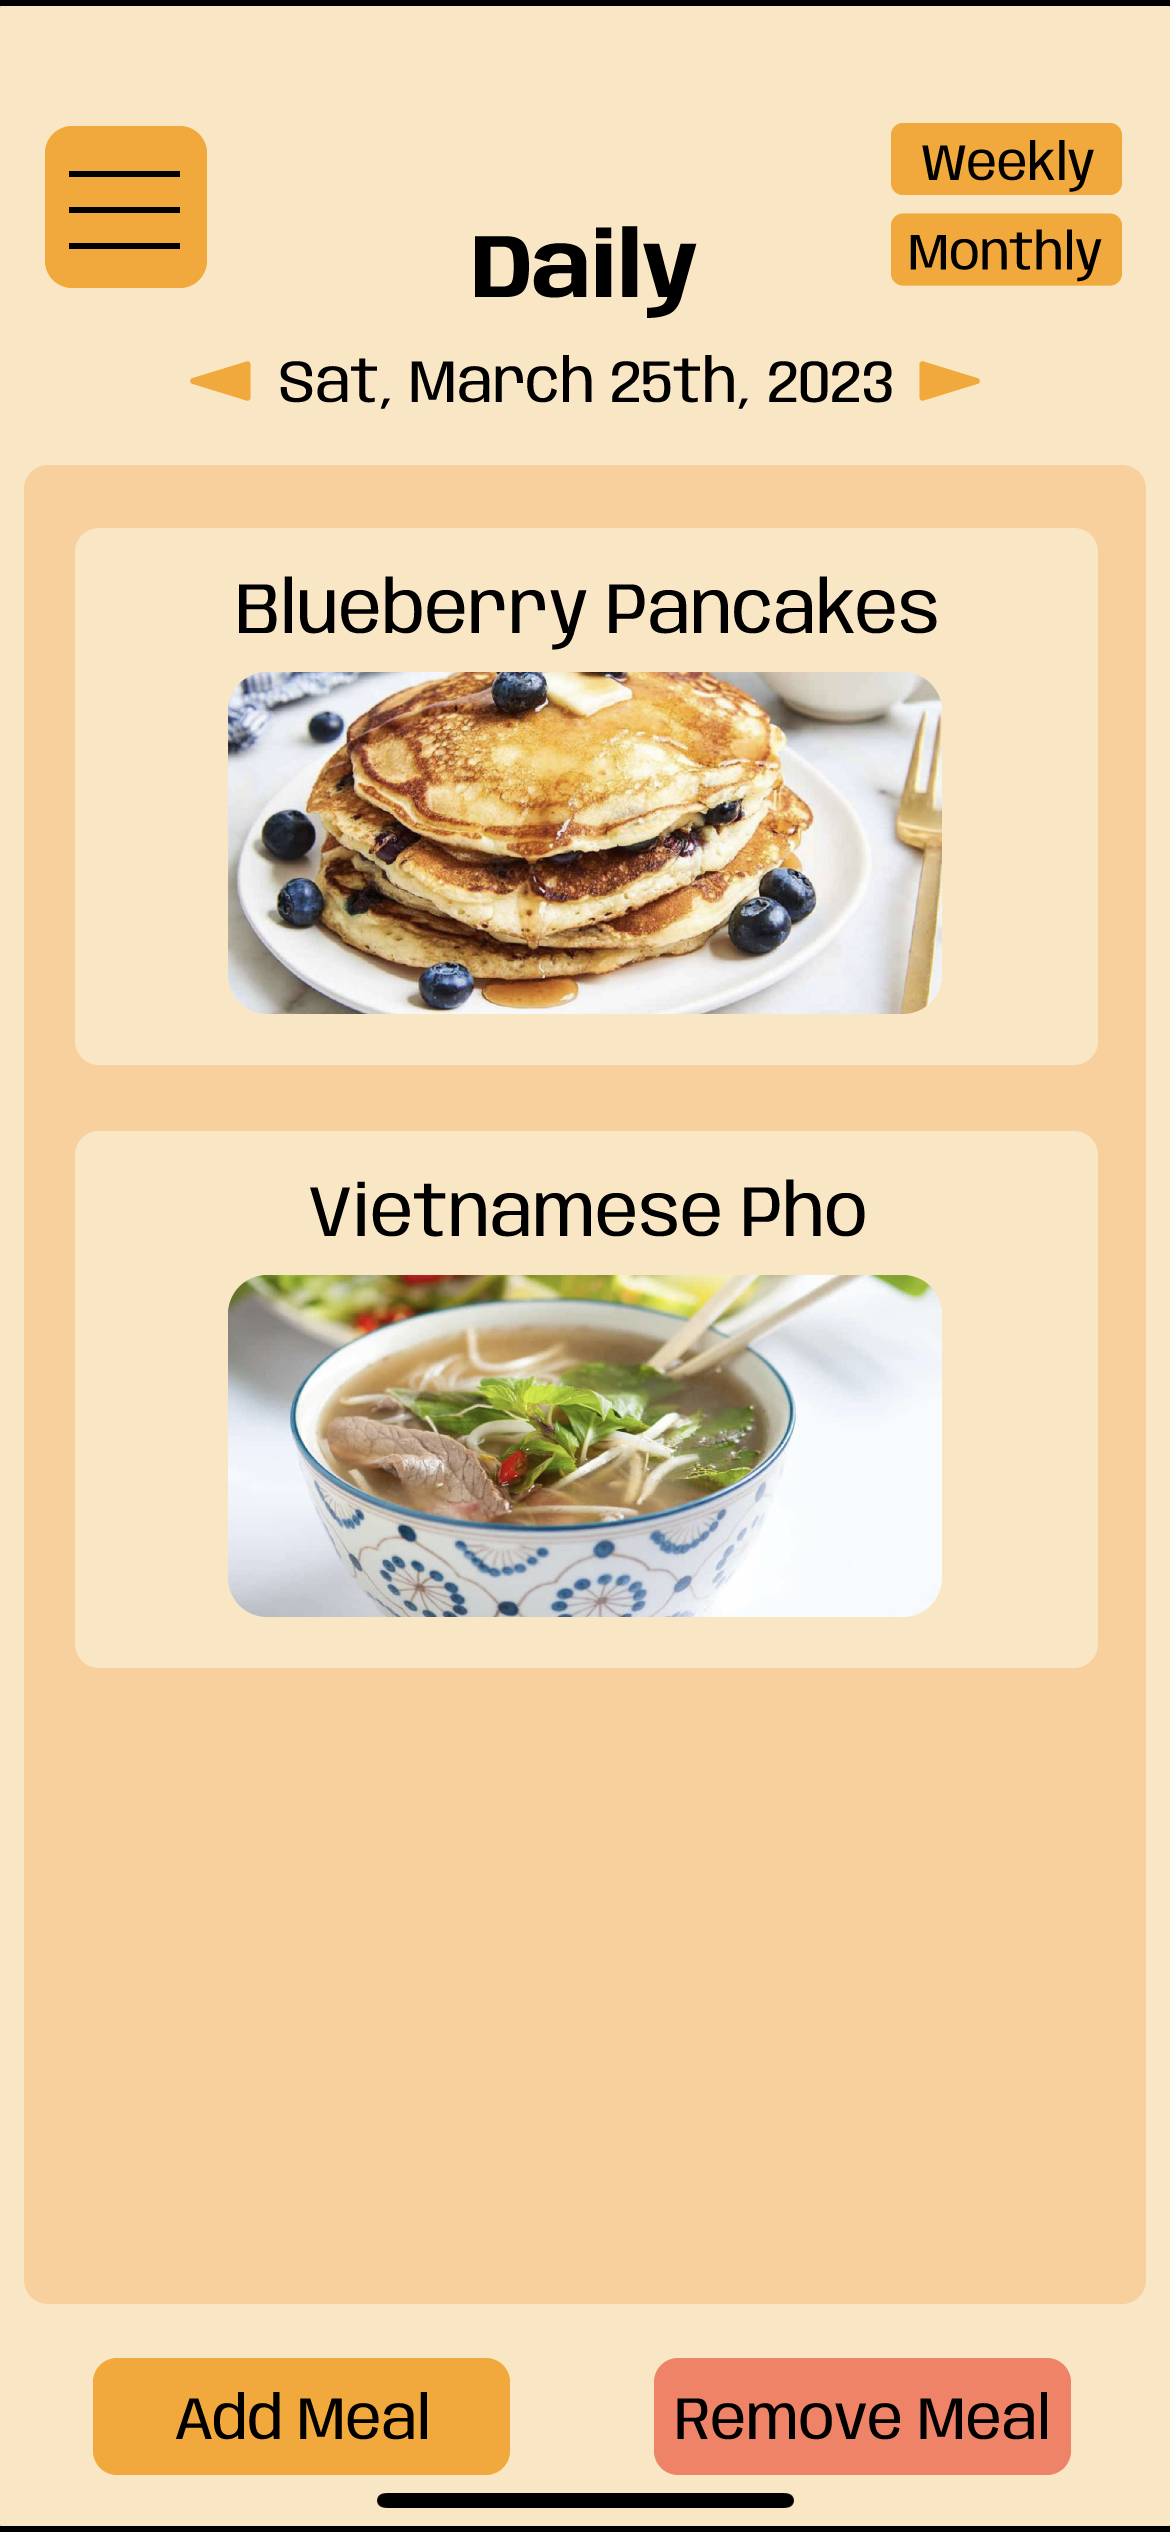 Weekly
Monthly
Daily
Sat, March 25th, 2023
Blueberry Pancakes
Vietnamese Pho
Add Meal
Remove Meal